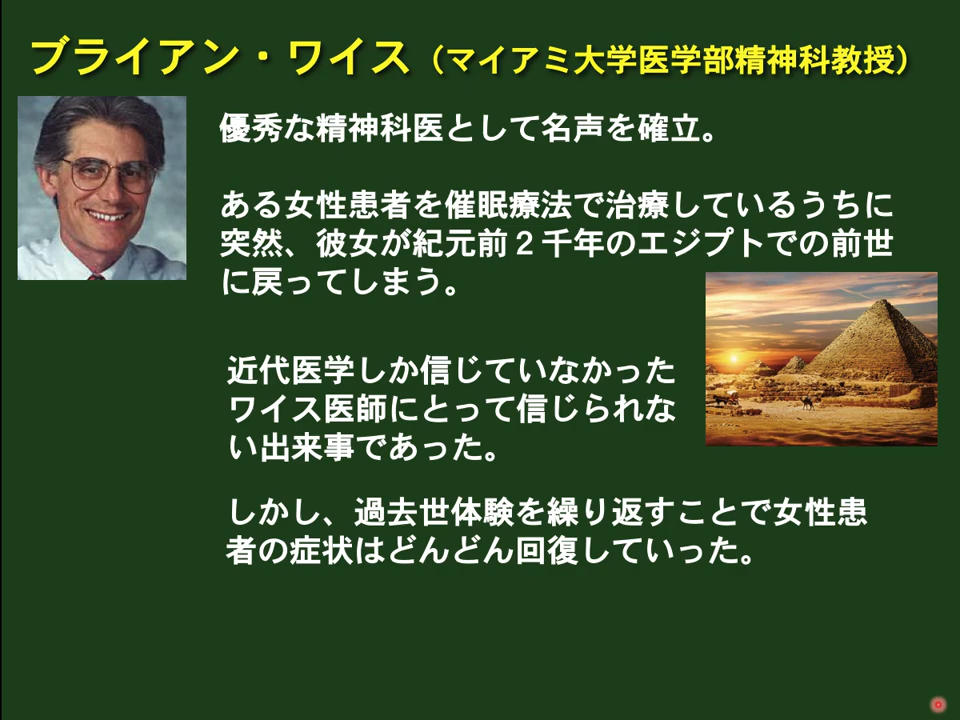 ブライアン・ワイス（マイアミ大学医学部精神科教授）
優秀な精神科医として名声を確立。
ある女性患者を催眠療法で治療しているうちに
突然、彼女が紀元前２千年のエジプトでの前世
に戻ってしまう。
近代医学しか信じていなかった
ワイス医師にとって信じられな
い出来事であった。
しかし、過去世体験を繰り返すことで女性患
者の症状はどんどん回復していった。